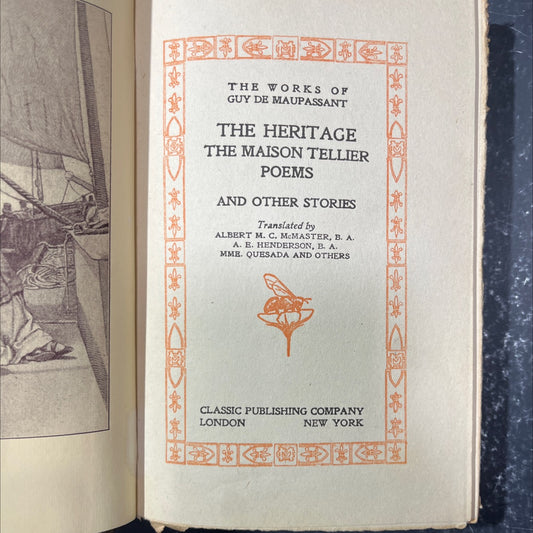 THE WORKS OF
GUY DE MAUPASSANT
THE HERITAGE
THE MAISON TELLIER
POEMS
AND OTHER STORIES
Translated by
ALBERT M. C. McMASTER, B. A.
A. E. HENDERSON, B. A.
MME. QUESADA AND OTHERS
CLASSIC PUBLISHING COMPANY
LONDON NEW YORK